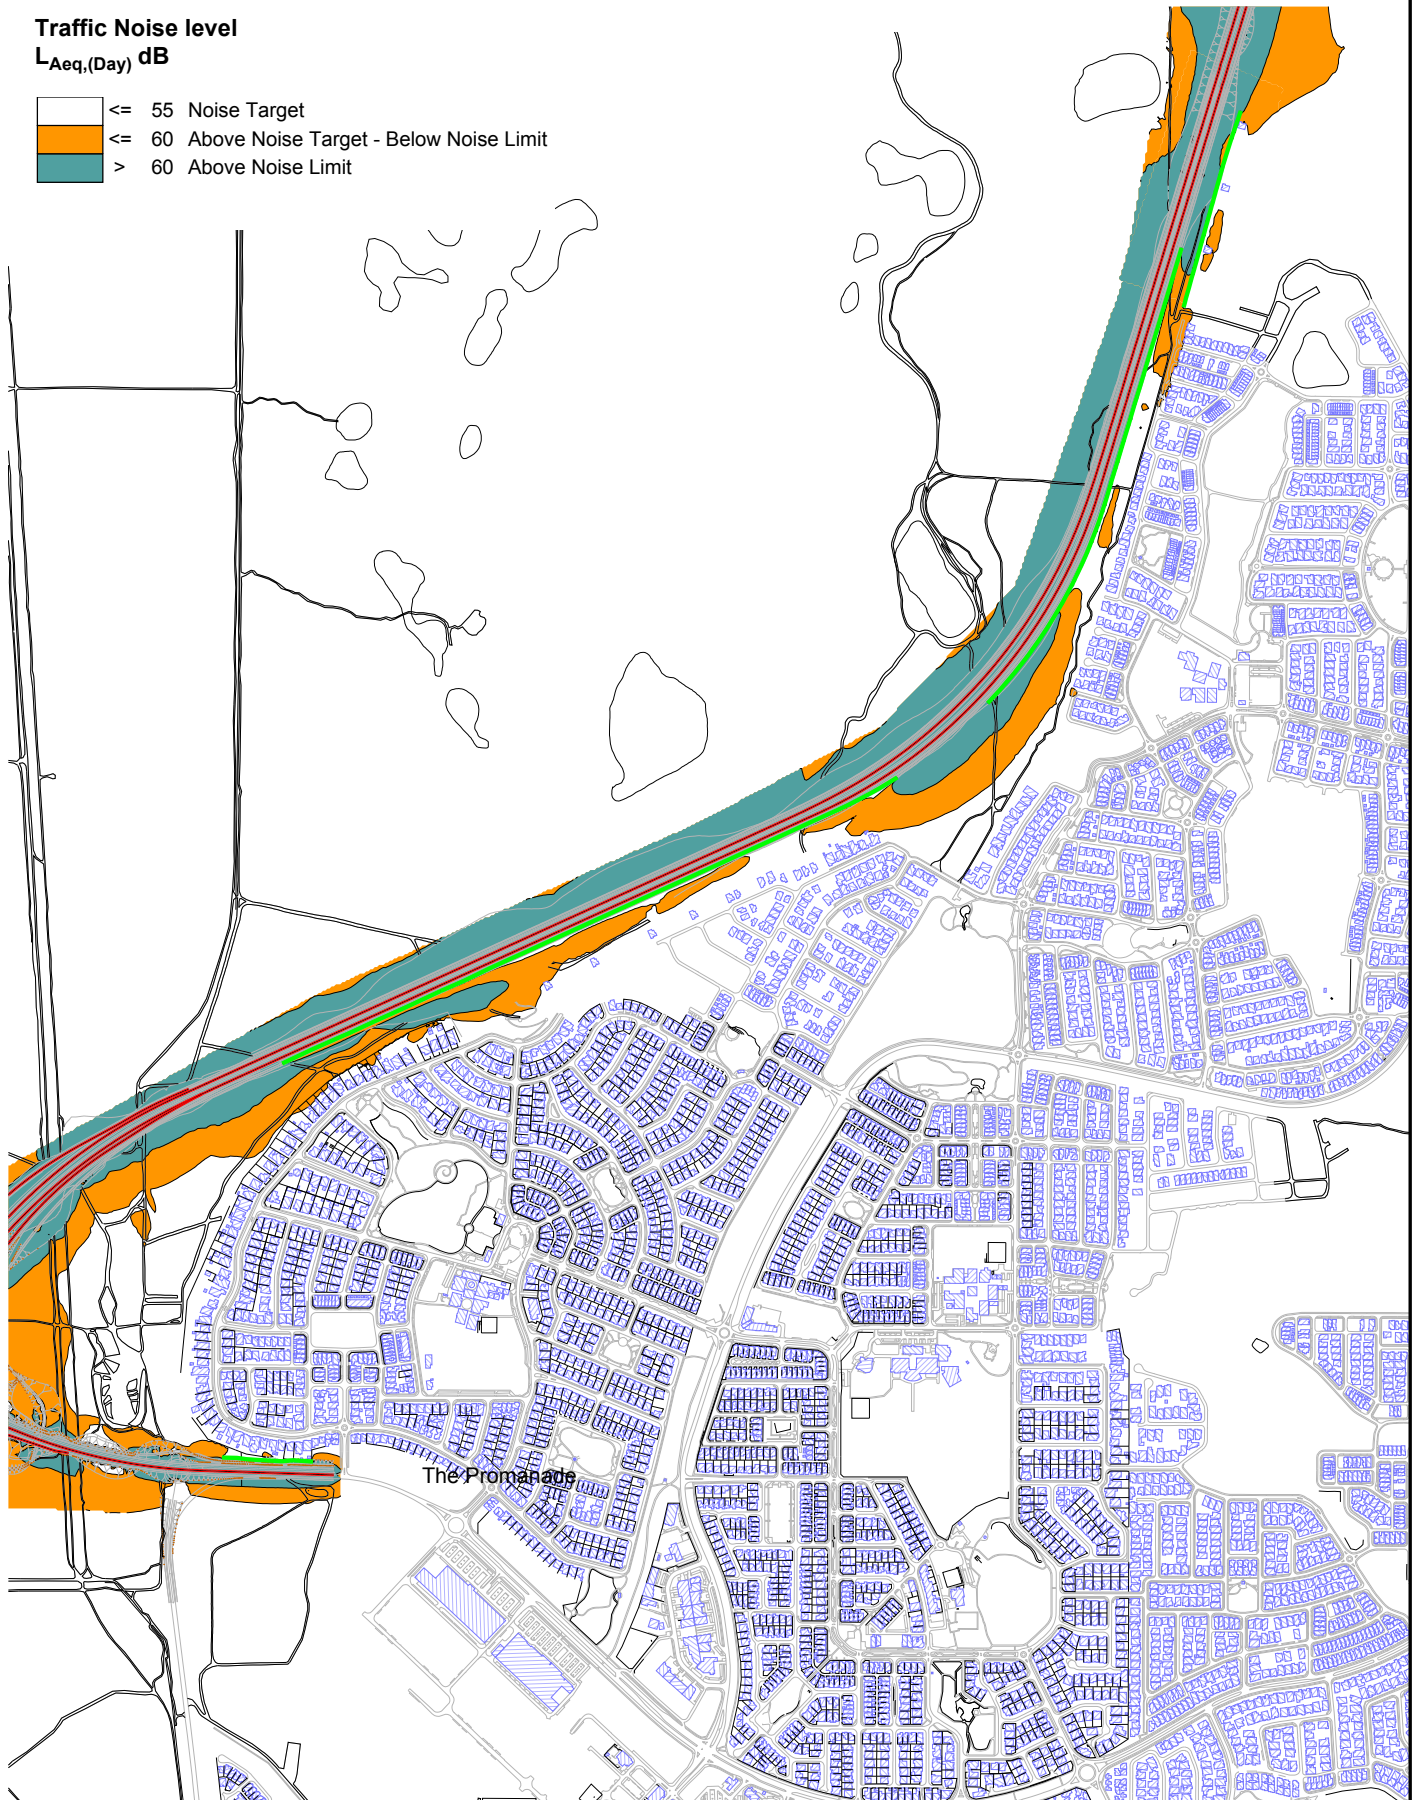 Traffic Noise level
LAeq,(Day) dB
<= 55 Noise Target
<= 60 Above Noise Target - Below Noise Limit
> 60 Above Noise Limit
The Promanade